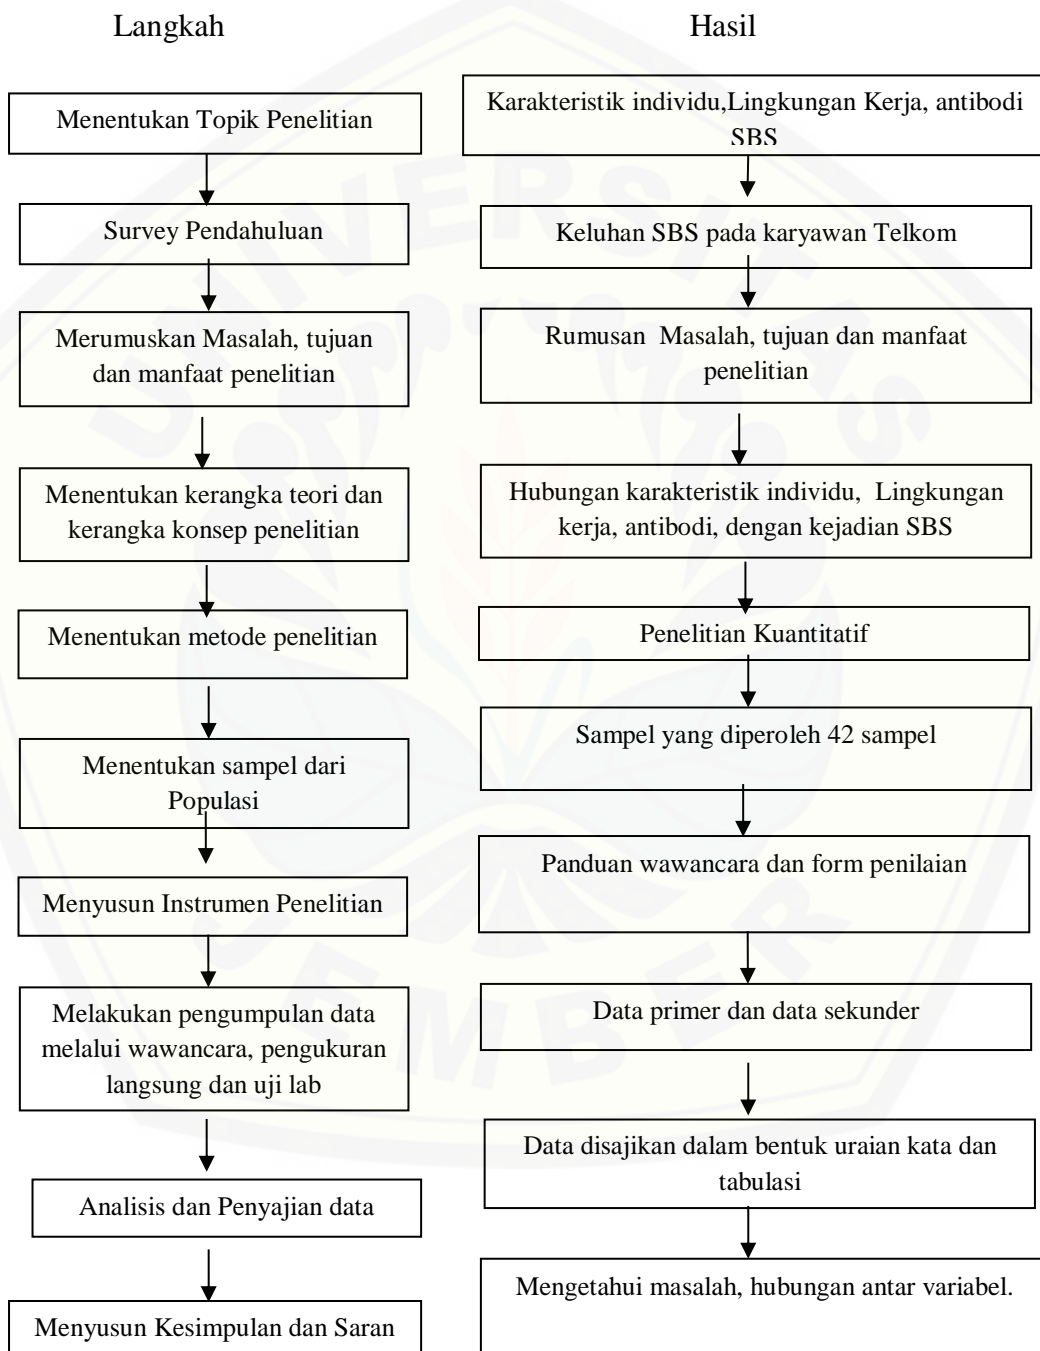 Langkah
Hasil
Menentukan Topik Penelitian
Survey Pendahuluan
Merumuskan Masalah, tujuan
dan manfaat penelitian
Menentukan kerangka teori dan
kerangka konsep penelitian
Menentukan metode penelitian
Menentukan sampel dari
Populasi
Menyusun Instrumen Penelitian
Melakukan pengumpulan data
melalui wawancara, pengukuran
langsung dan uji lab
Analisis dan Penyajian data
Menyusun Kesimpulan dan Saran
Karakteristik individu,Lingkungan Kerja, antibodi
SBS
Keluhan SBS pada karyawan Telkom
Rumusan Masalah, tujuan dan manfaat
penelitian
Hubungan karakteristik individu, Lingkungan
kerja, antibodi, dengan kejadian SBS
Penelitian Kuantitatif
Sampel yang diperoleh 42 sampel
Panduan wawancara dan form penilaian
Data primer dan data sekunder
Data disajikan dalam bentuk uraian kata dan
tabulasi
Mengetahui masalah, hubungan antar variabel.
UNIVERSITAS
JEMBER